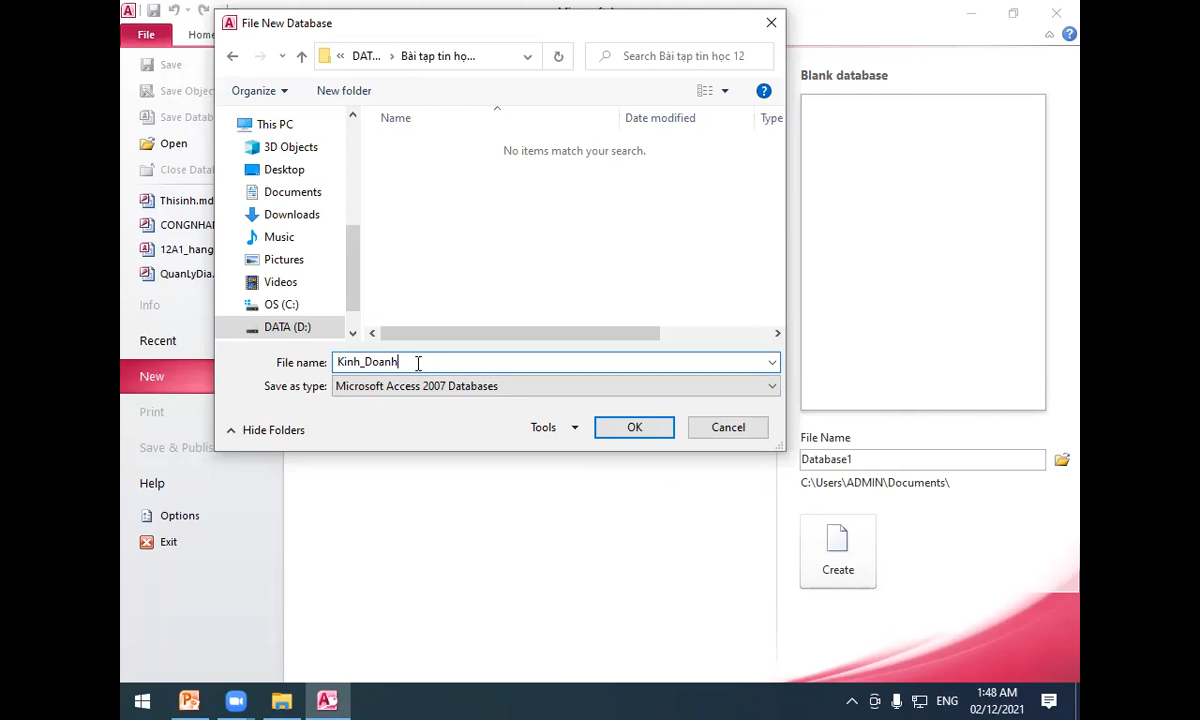 File New Database
File
Home
DAT...
Bài tạp tin họ...
Search Bài tạp tin học 12
Organize
New folder
Save
Save Objec
Save Datab
Open
Close Datab
Thisinh.md
CONGNHAN
12A1_hang
QuanLyDia.
Info
Recent
New
Print
Save & Publis
Help
Options
Exit
This PC
3D Objects
Desktop
Documents
Downloads
Music
Pictures
Videos
OS (C:)
DATA (D:)
Name
Date modified
Type
No items match your search.
File name:
Kinh_Doanh
Save as type:
Microsoft Access 2007 Databases
Hide Folders
Tools
OK
Cancel
Blank database
File Name
Database1
C:\Users\ADMIN\Documents\
Create
ENG
1:48 AM
02/12/2021